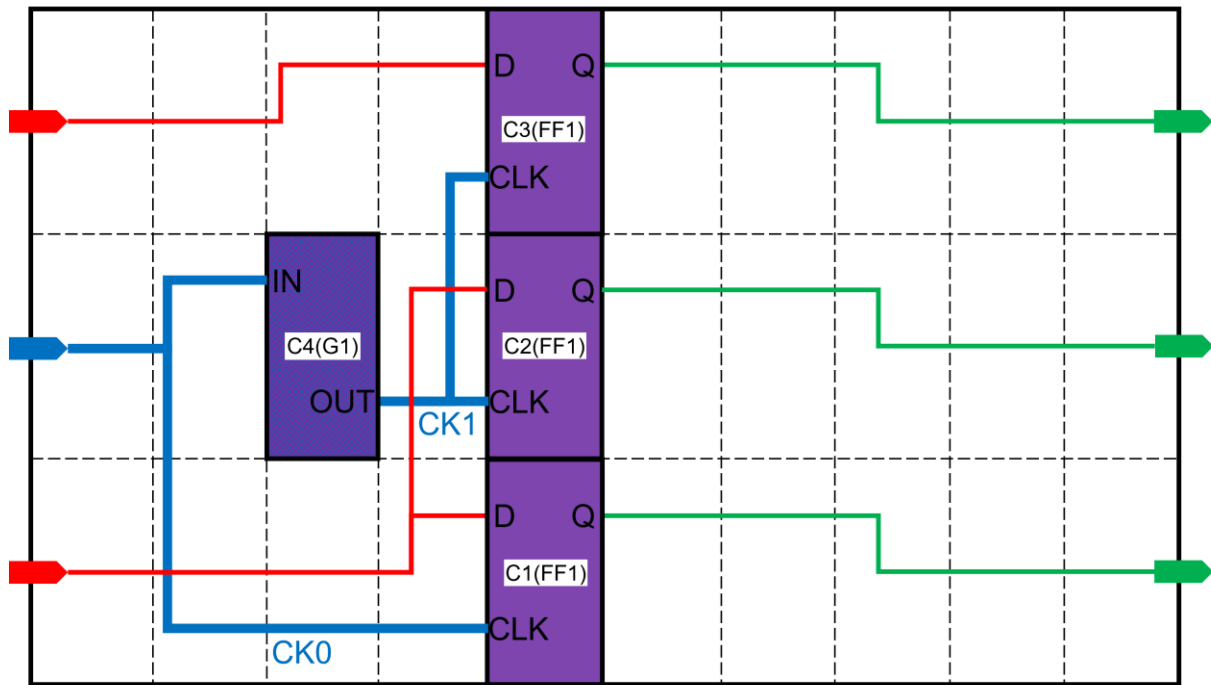 D Q
C3(FF1)
CLK
IN
D Q
C4(G1)
C2(FF1)
OUT
CLK
CK1
D Q
C1(FF1)
CLK
CK0